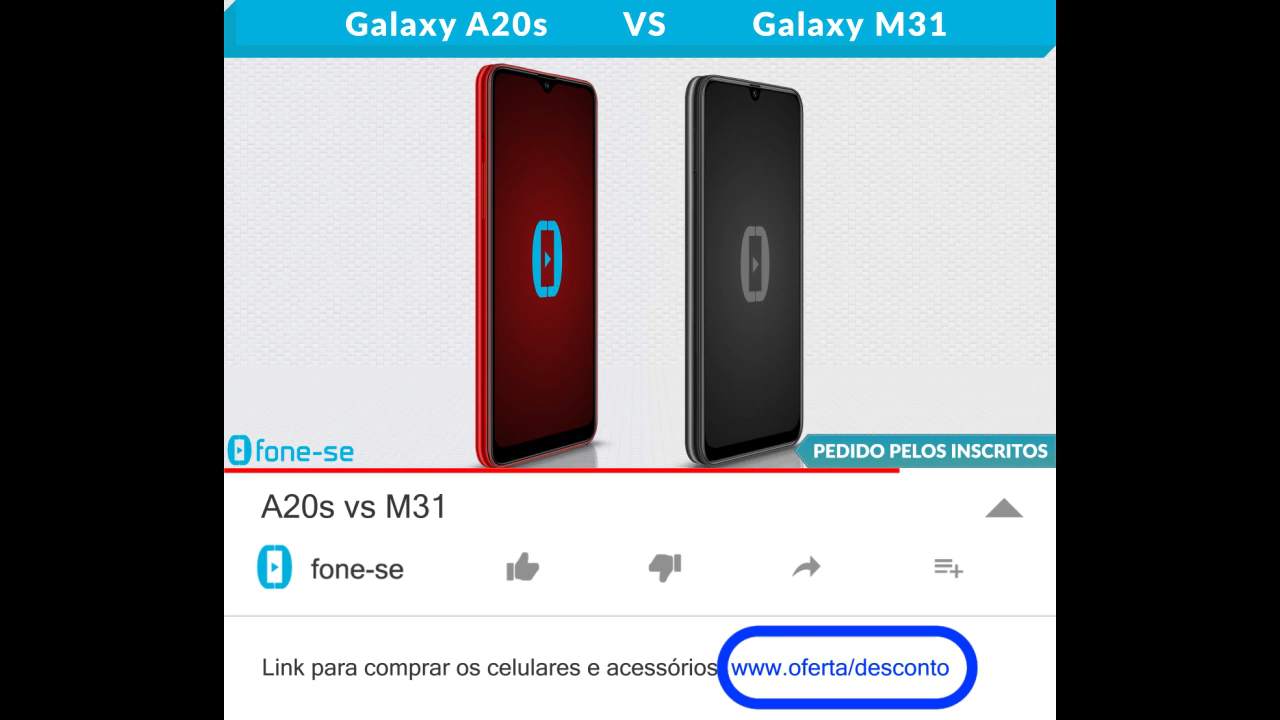 Galaxy A20s VS Galaxy M31
fone-se
PEDIDO PELOS INSCRITOS
A20s vs M31
fone-se
Link para comprar os celulares e acessórios www.oferta/desconto